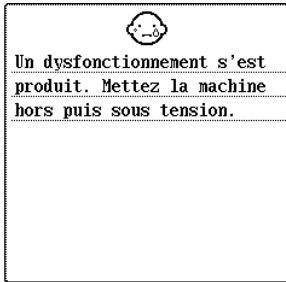 Un dysfonctionnement s'est
produit. Mettez la machine
hors puis sous tension.